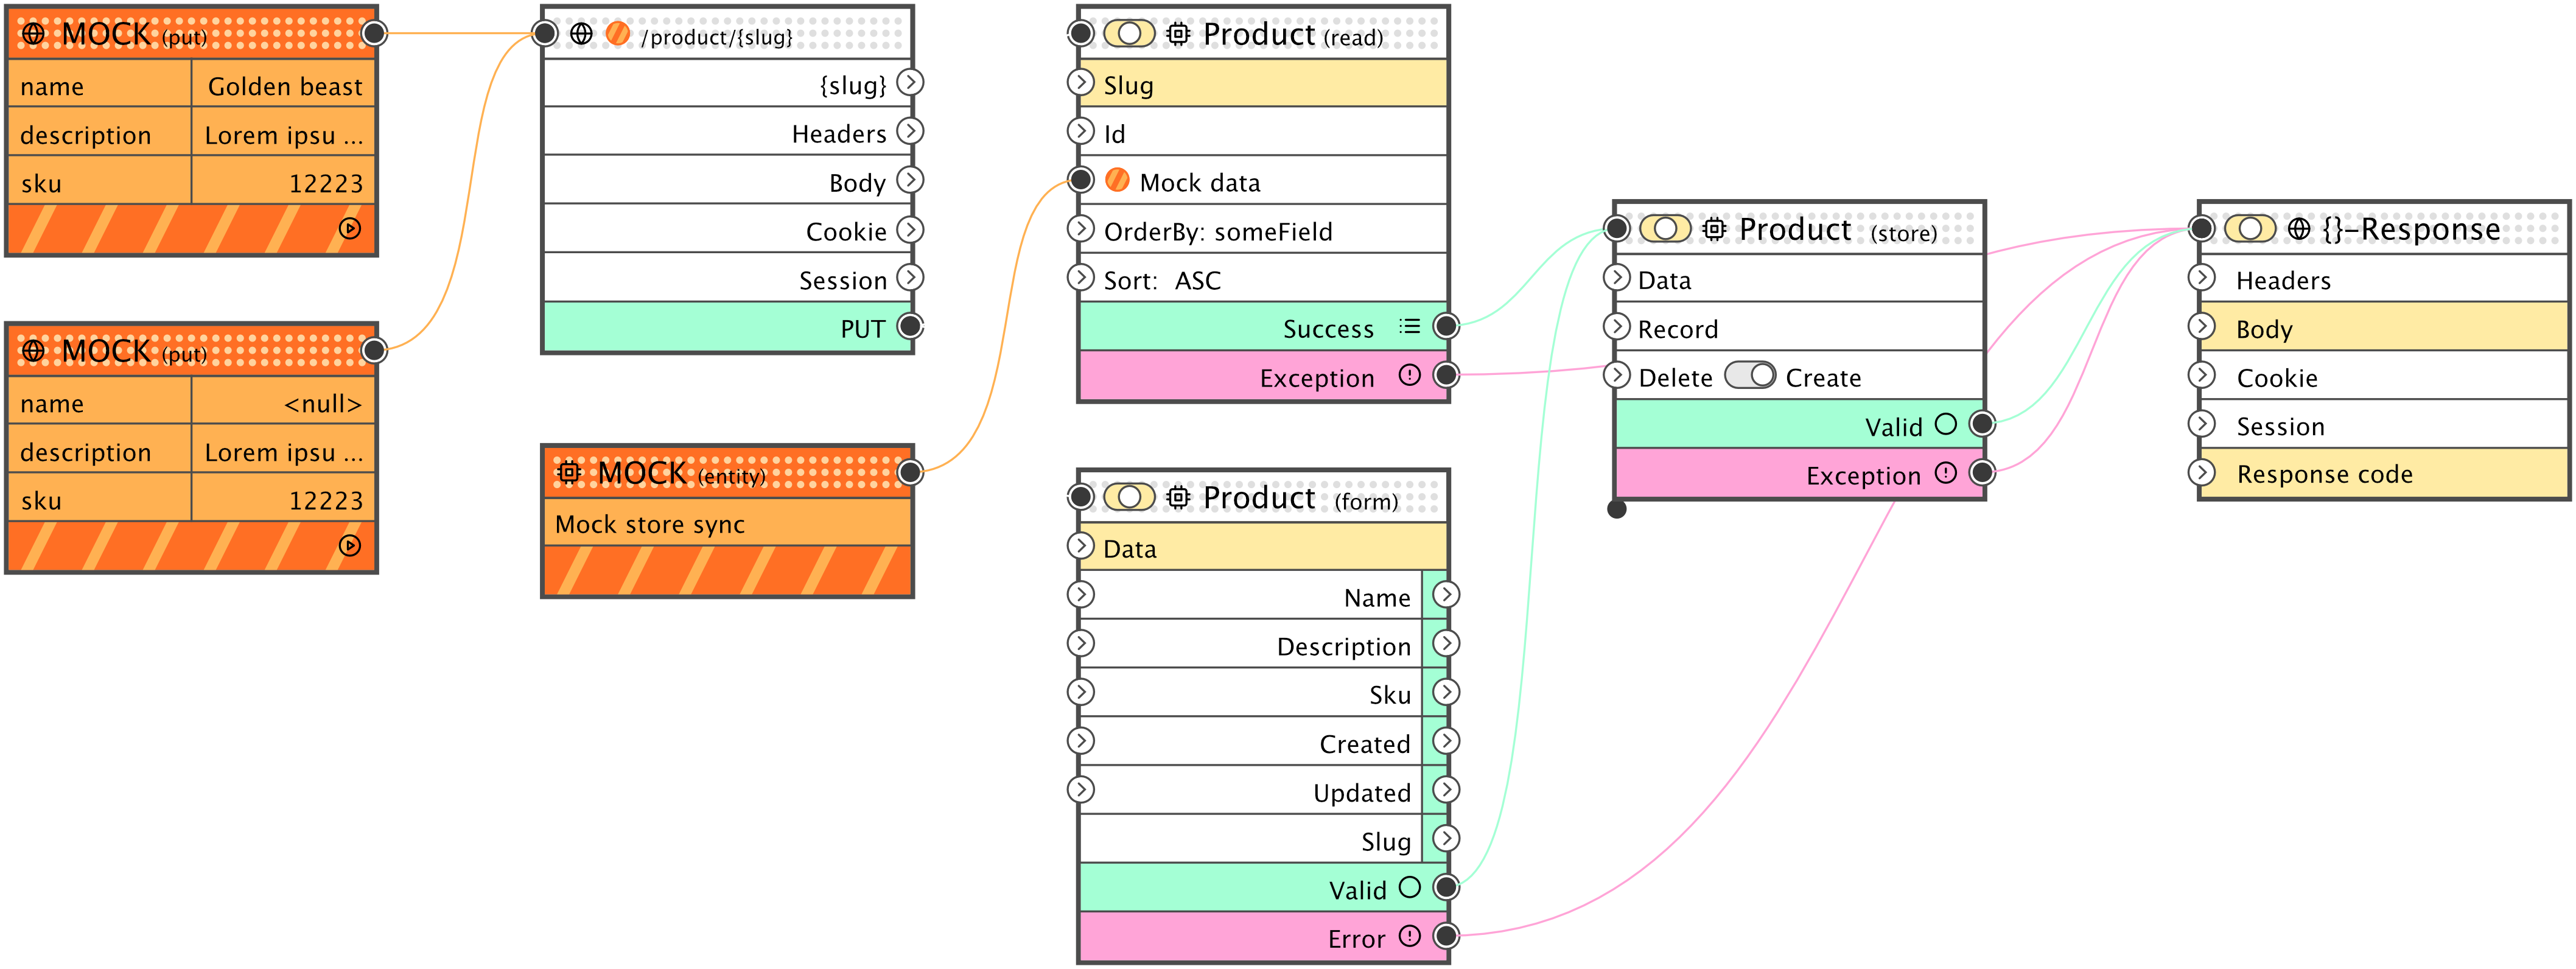 MOCK (put)
name Golden beast
description Lorem ipsu ...
sku 12223
MOCK (put)
name <null>
description Lorem ipsu ...
sku 12223
/product/{slug}
{slug}
Headers
Body
Cookie
Session
PUT
MOCK (entity)
Mock store sync
Product (read)
Slug
Id
Mock data
OrderBy: someField
Sort: ASC
Success
Exception
Product (form)
Data
Name
Description
Sku
Created
Updated
Slug
Valid
Error
Product (store)
Data
Record
Delete Create
Valid
Exception
{}-Response
Headers
Body
Cookie
Session
Response code